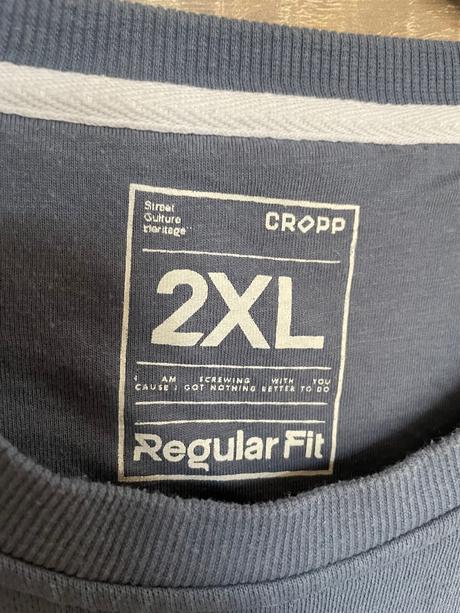 Street
Culture
Heritage
CROPP
2XL
I AM SCREWING WITH YOU
CAUSE I GOT NOTHING BETTER TO DO
Regular Fit